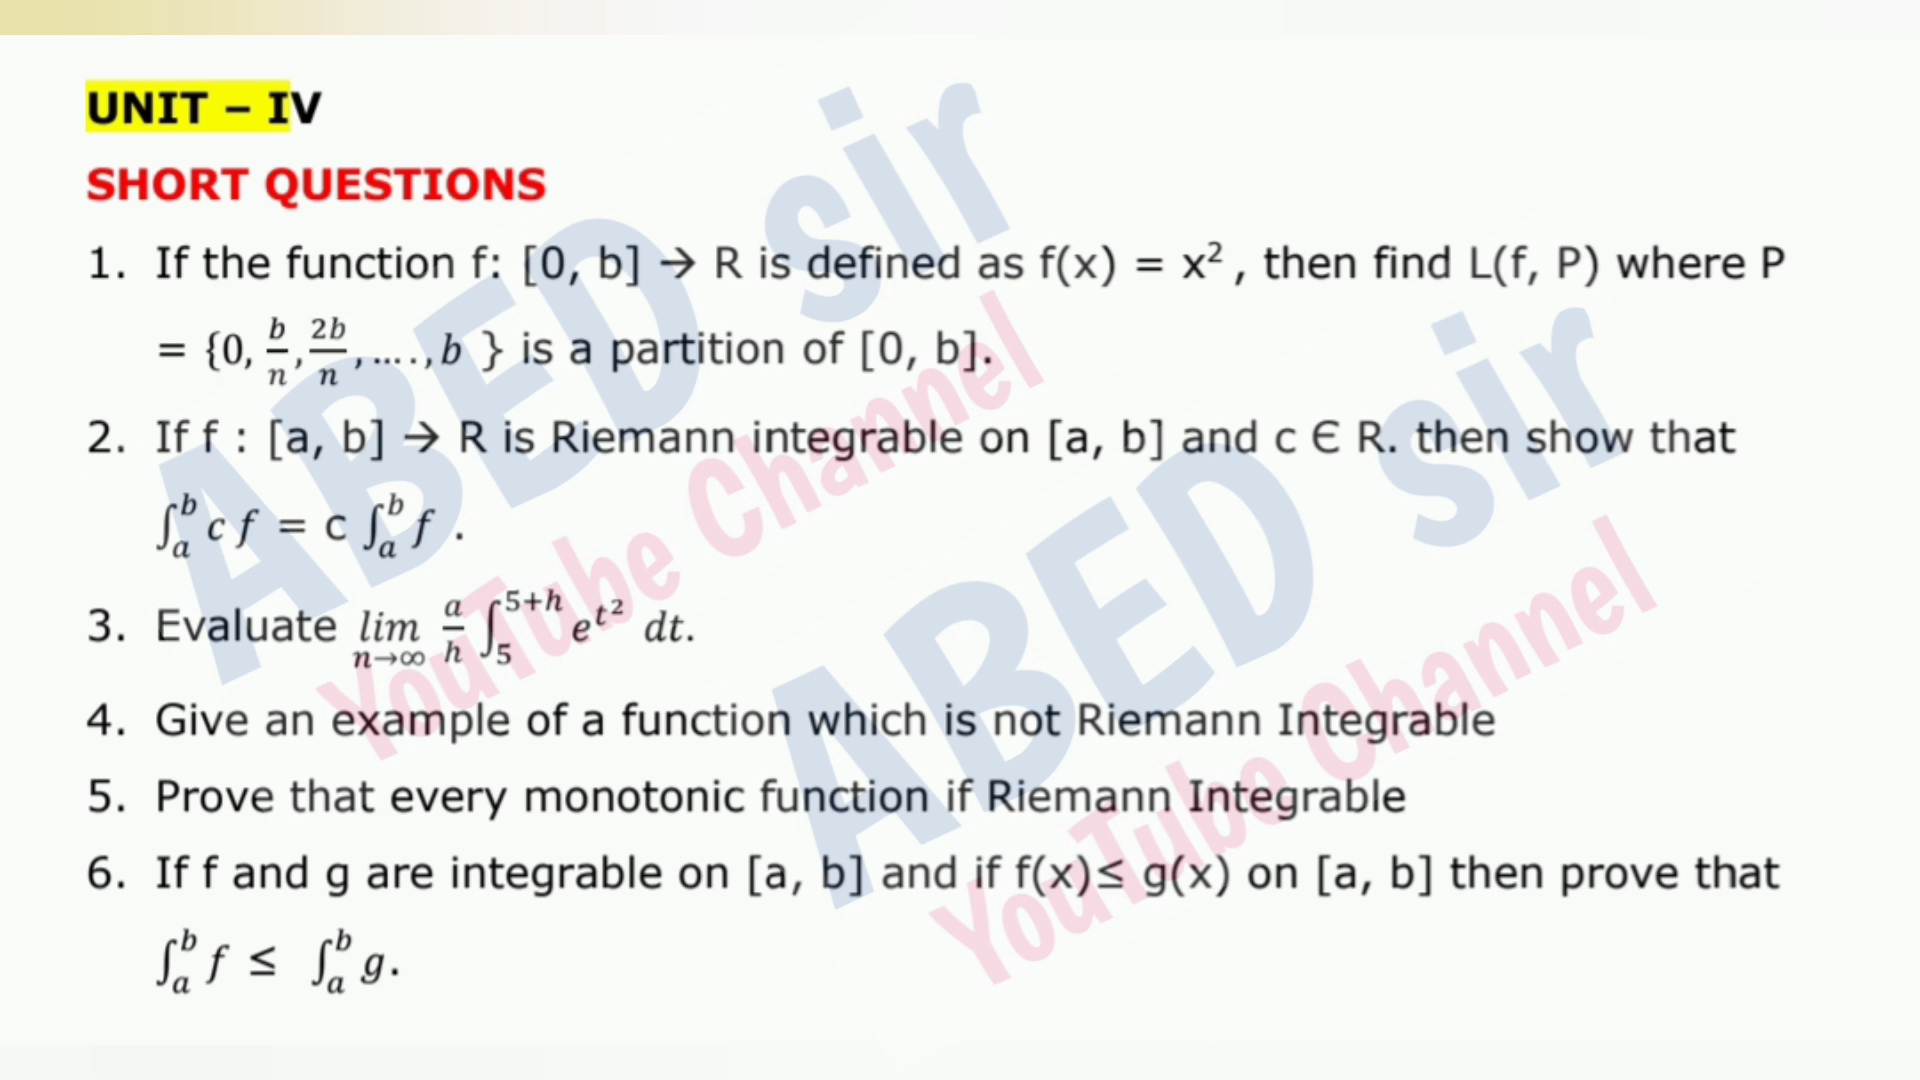 UNIT – IV
SHORT QUESTIONS
1. If the function f: [0, b] → R is defined as f(x) = x² , then find L(f, P) where P
= {0, b/n, 2b/n, ....,b } is a partition of [0, b].
2. If f : [a, b] → R is Riemann integrable on [a, b] and c Є R. then show that
∫ₐᵇ c f = c ∫ₐᵇ f .
3. Evaluate lim n→∞ a/h ∫₅⁵⁺ʰ e^t² dt.
4. Give an example of a function which is not Riemann Integrable
5. Prove that every monotonic function if Riemann Integrable
6. If f and g are integrable on [a, b] and if f(x)≤ g(x) on [a, b] then prove that
∫ₐᵇ f ≤ ∫ₐᵇ g.
ABED sir
YouTube Channel
ABED sir
YouTube Channel